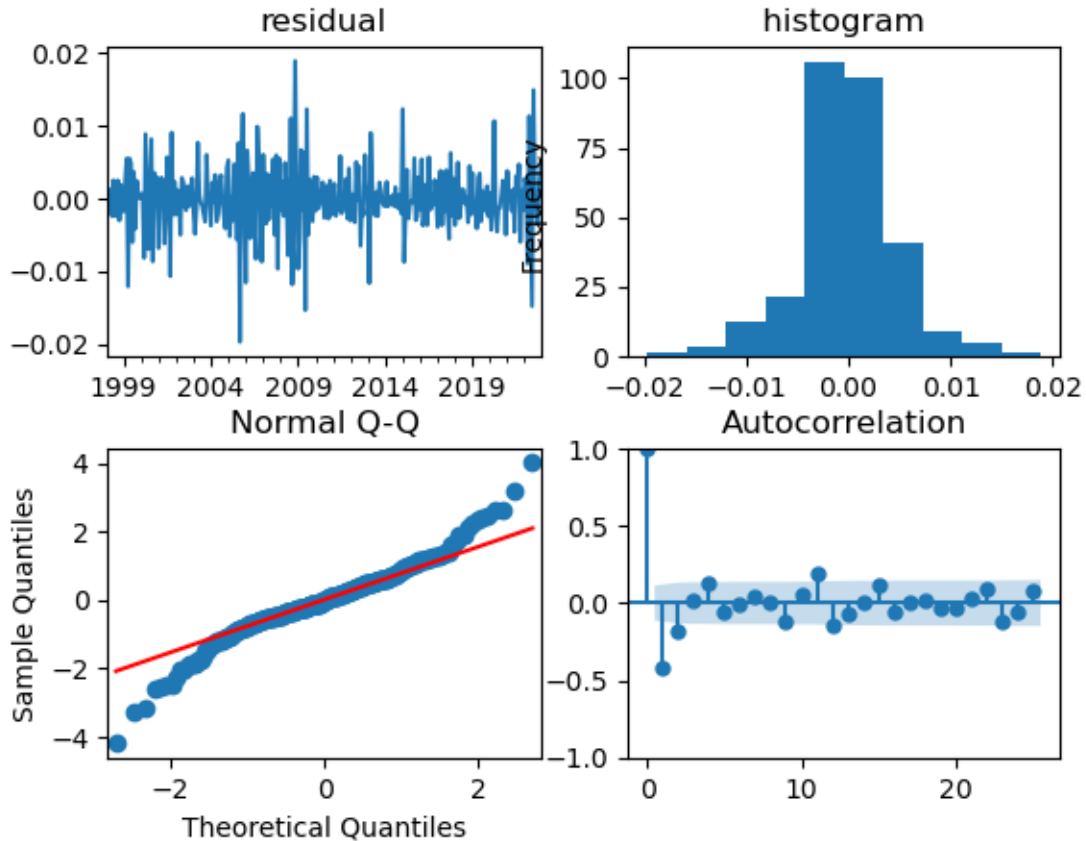 residual
0.02
0.01
0.00
−0.01
−0.02
1999 2004 2009 2014 2019
histogram
Frequency
100
75
50
25
0
−0.02 −0.01 0.00 0.01 0.02
Normal Q-Q
Sample Quantiles
4
2
0
−2
−4
−2 0 2
Theoretical Quantiles
Autocorrelation
1.0
0.5
0.0
−0.5
−1.0
0 10 20